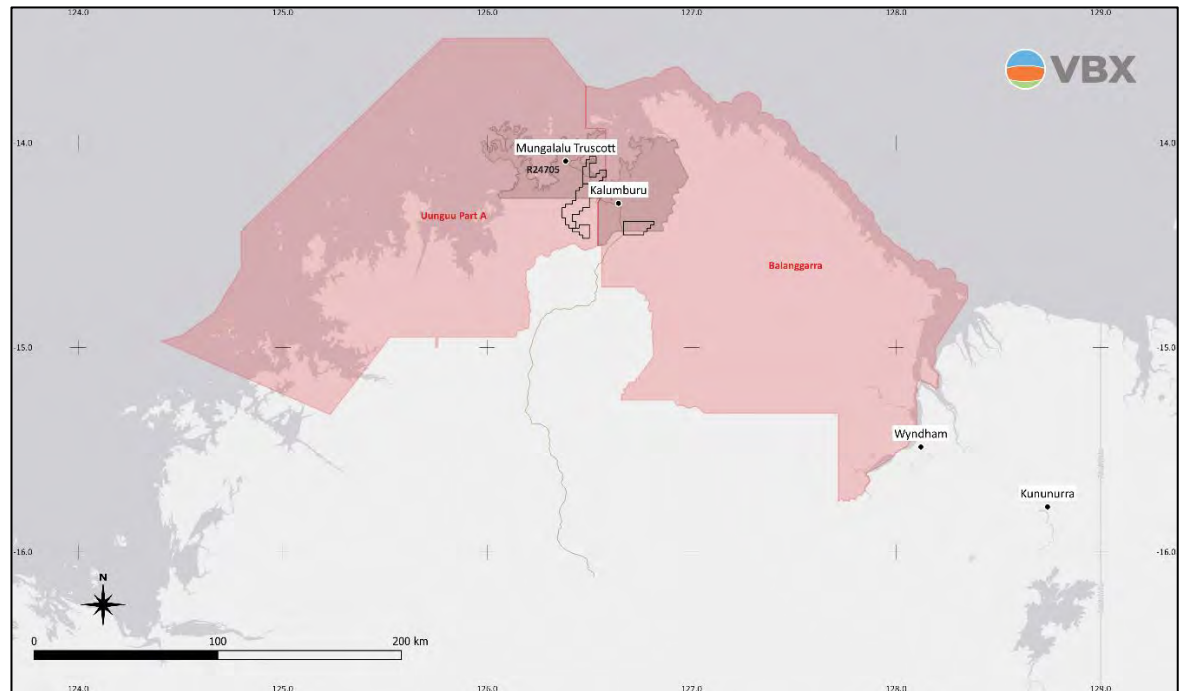 124.0 125.0 126.0 127.0 128.0 129.0
VBX
-14.0 14.0
Mungalalu Truscott
R24705
Kalumburu
Uunguu Part A
Balanggarra
-15.0 -15.0
Wyndham
Kununurra
-16.0 -16.0
N
0 100 200 km
124.0 125.0 126.0 127.0 128.0 129.0